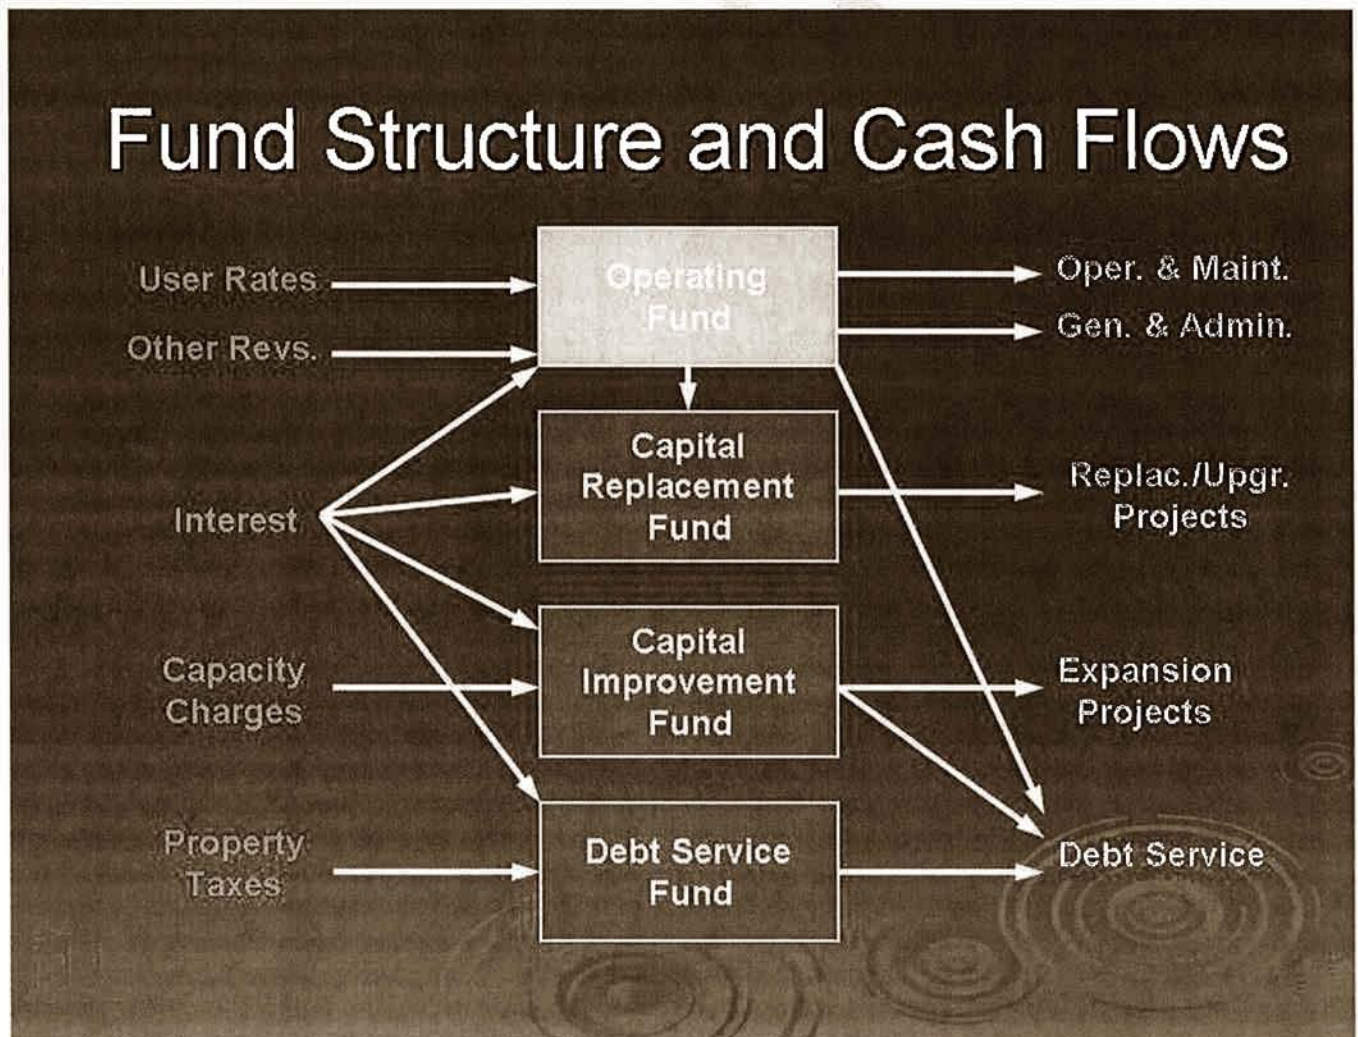 Fund Structure and Cash Flows
User Rates
Other Revs.
Interest
Capacity
Charges
Property
Taxes
Operating
Fund
Capital
Replacement
Fund
Capital
Improvement
Fund
Debt Service
Fund
Oper. & Maint.
Gen. & Admin.
Replac./Upgr.
Projects
Expansion
Projects
Debt Service